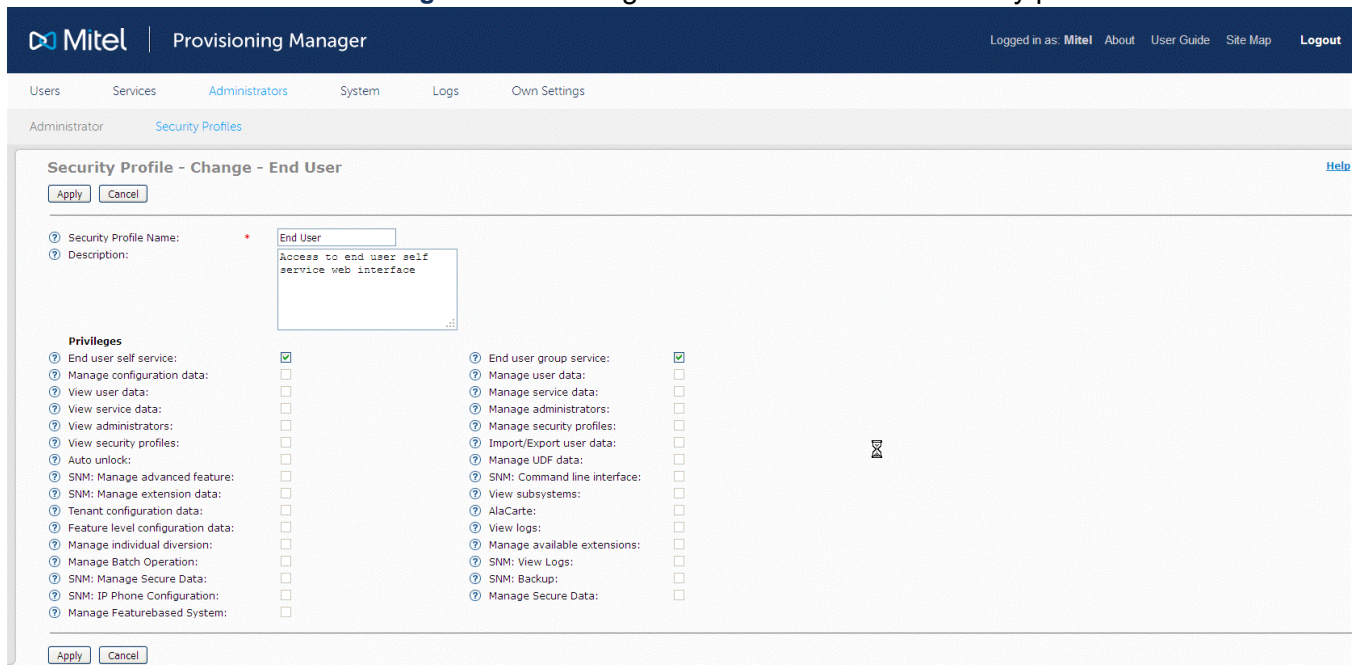 Mitel | Provisioning Manager Logged in as: Mitel About User Guide Site Map Logout
Users Services Administrators System Logs Own Settings
Administrator Security Profiles
Security Profile - Change - End User Help
Apply Cancel
Security Profile Name: * End User
Description: Access to end user self
service web interface
Privileges
End user self service: End user group service:
Manage configuration data: Manage user data:
View user data: Manage service data:
View service data: Manage administrators:
View administrators: Manage security profiles:
View security profiles: Import/Export user data:
Auto unlock: Manage UDF data:
SNM: Manage advanced feature: SNM: Command line interface:
SNM: Manage extension data: View subsystems:
Tenant configuration data: AlaCarte:
Feature level configuration data: View logs:
Manage individual diversion: Manage available extensions:
Manage Batch Operation: SNM: View Logs:
SNM: Manage Secure Data: SNM: Backup:
SNM: IP Phone Configuration: Manage Secure Data:
Manage Featurebased System:
Apply Cancel